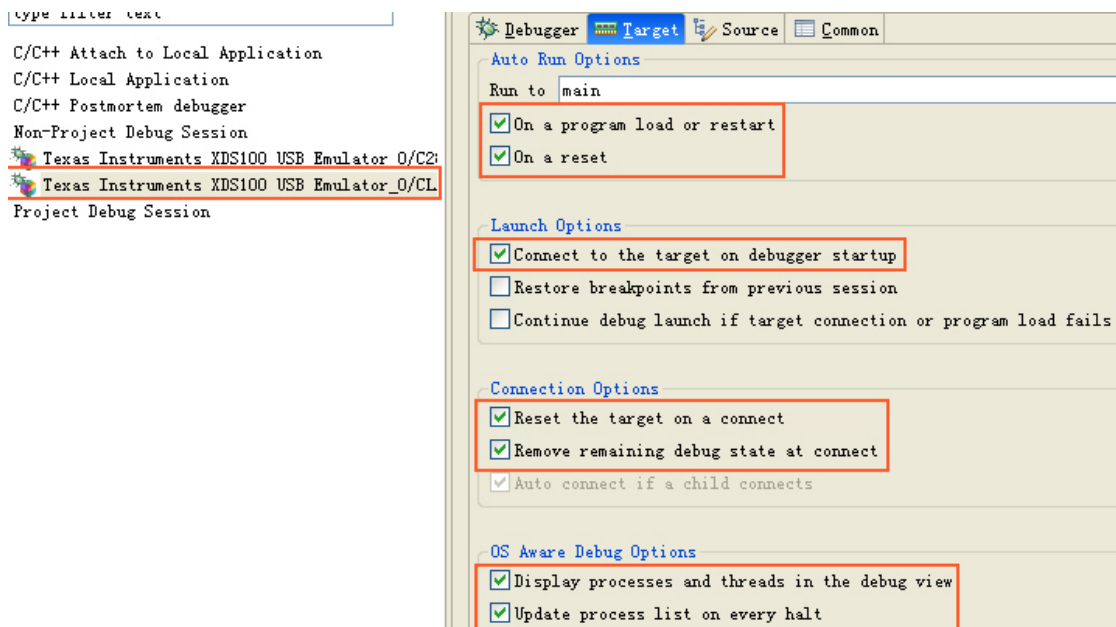 type filter text
C/C++ Attach to Local Application
C/C++ Local Application
C/C++ Postmortem debugger
Non-Project Debug Session
Texas Instruments XDS100 USB Emulator_0/C28
Texas Instruments XDS100 USB Emulator_0/CL
Project Debug Session
Debugger Target Source Common
Auto Run Options
Run to main
On a program load or restart
On a reset
Launch Options
Connect to the target on debugger startup
Restore breakpoints from previous session
Continue debug launch if target connection or program load fails
Connection Options
Reset the target on a connect
Remove remaining debug state at connect
Auto connect if a child connects
OS Aware Debug Options
Display processes and threads in the debug view
Update process list on every halt